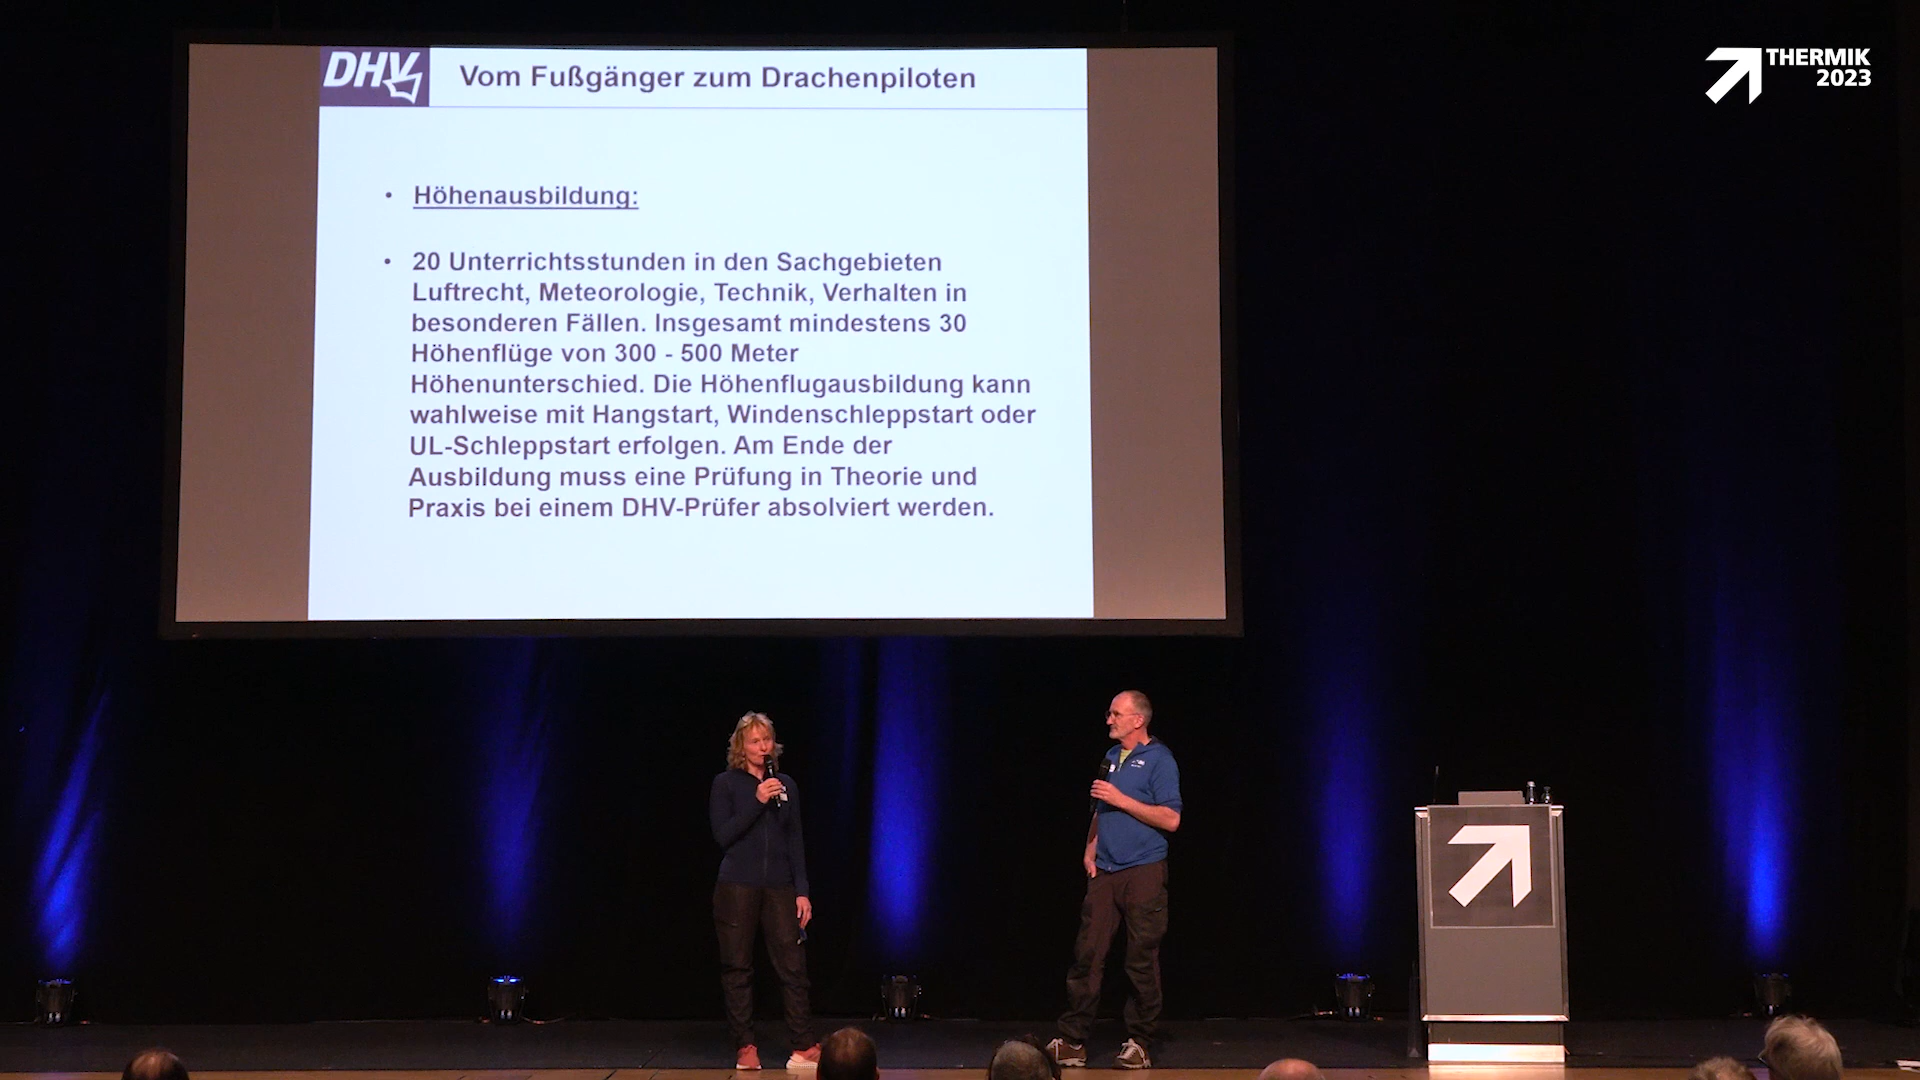 DHV
Vom Fußgänger zum Drachenpiloten
THERMIK
2023
• Höhenausbildung:
• 20 Unterrichtsstunden in den Sachgebieten
Luftrecht, Meteorologie, Technik, Verhalten in
besonderen Fällen. Insgesamt mindestens 30
Höhenflüge von 300 - 500 Meter
Höhenunterschied. Die Höhenflugausbildung kann
wahlweise mit Hangstart, Windenschleppstart oder
UL-Schleppstart erfolgen. Am Ende der
Ausbildung muss eine Prüfung in Theorie und
Praxis bei einem DHV-Prüfer absolviert werden.